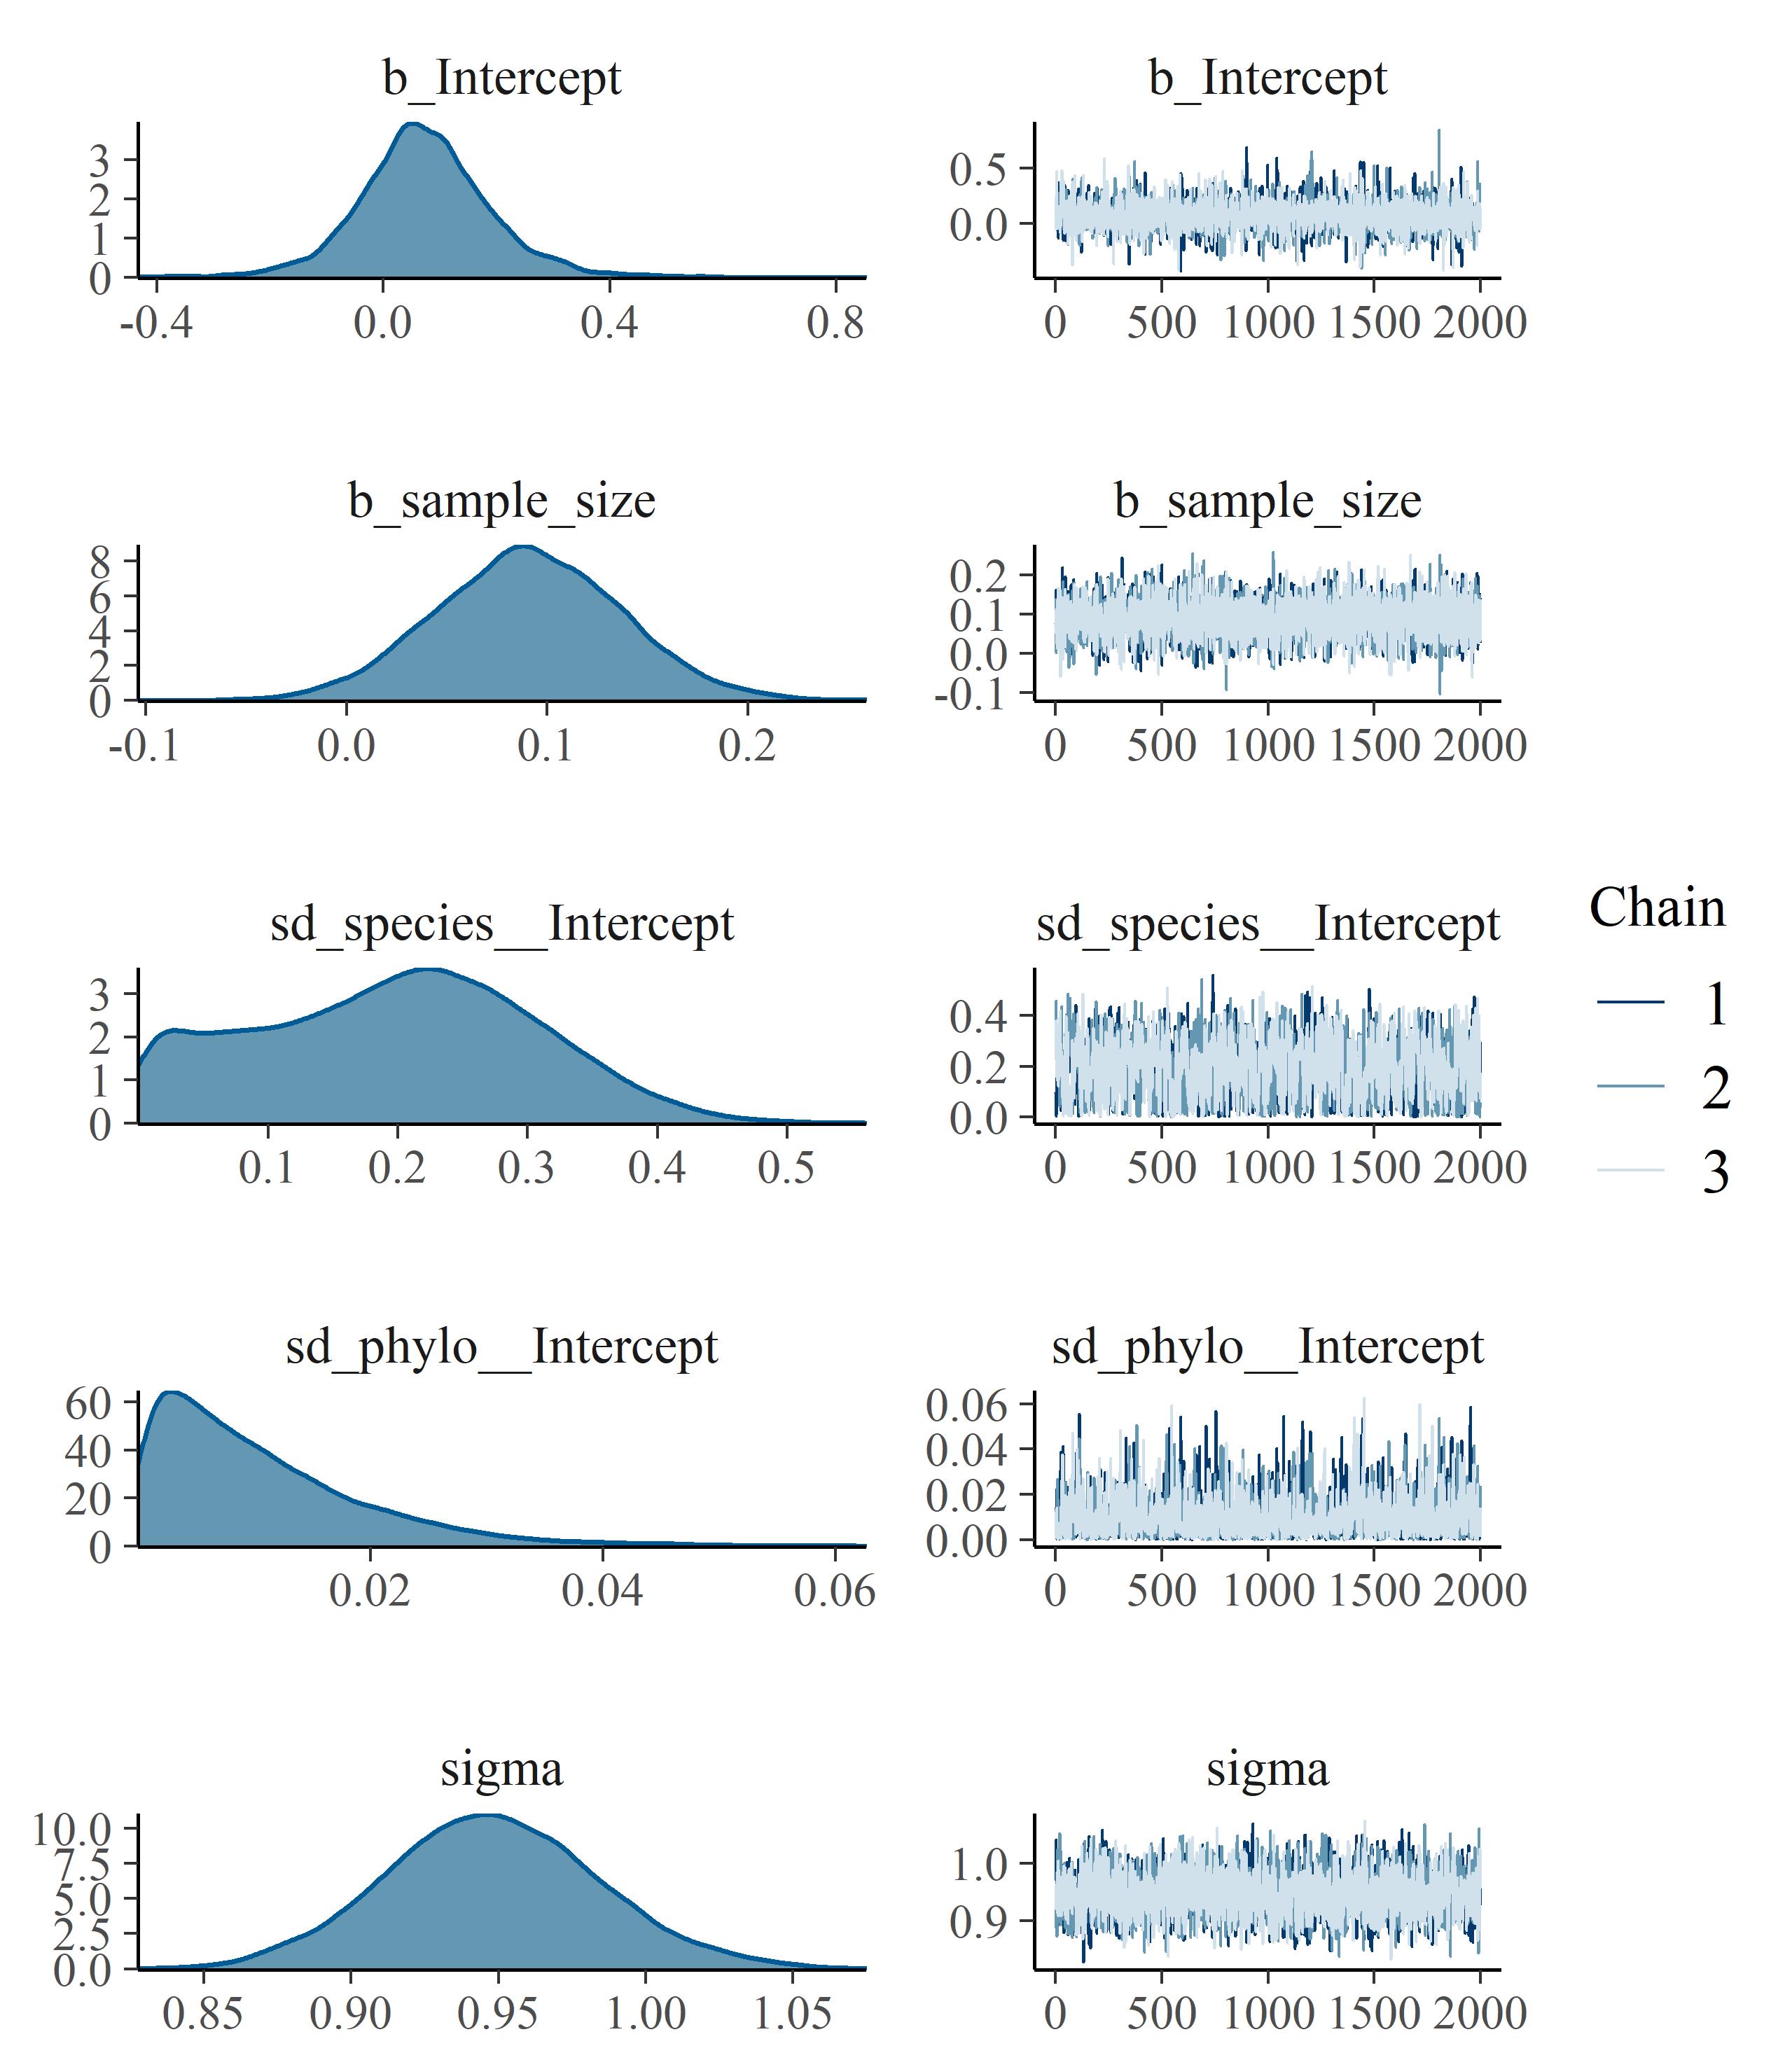 b_Intercept
3
2
1
0
-0.4 0.0 0.4 0.8
b_Intercept
0.5
0.0
0 500 1000 1500 2000
b_sample_size
8
6
4
2
0
-0.1 0.0 0.1 0.2
b_sample_size
0.2
0.1
0.0
-0.1
0 500 1000 1500 2000
sd_species__Intercept
3
2
1
0
0.1 0.2 0.3 0.4 0.5
sd_species__Intercept
0.4
0.2
0.0
0 500 1000 1500 2000
sd_phylo__Intercept
60
40
20
0
0.02 0.04 0.06
sd_phylo__Intercept
0.06
0.04
0.02
0.00
0 500 1000 1500 2000
sigma
10.0
7.5
5.0
2.5
0.0
0.85 0.90 0.95 1.00 1.05
sigma
1.0
0.9
0 500 1000 1500 2000
Chain
1
2
3